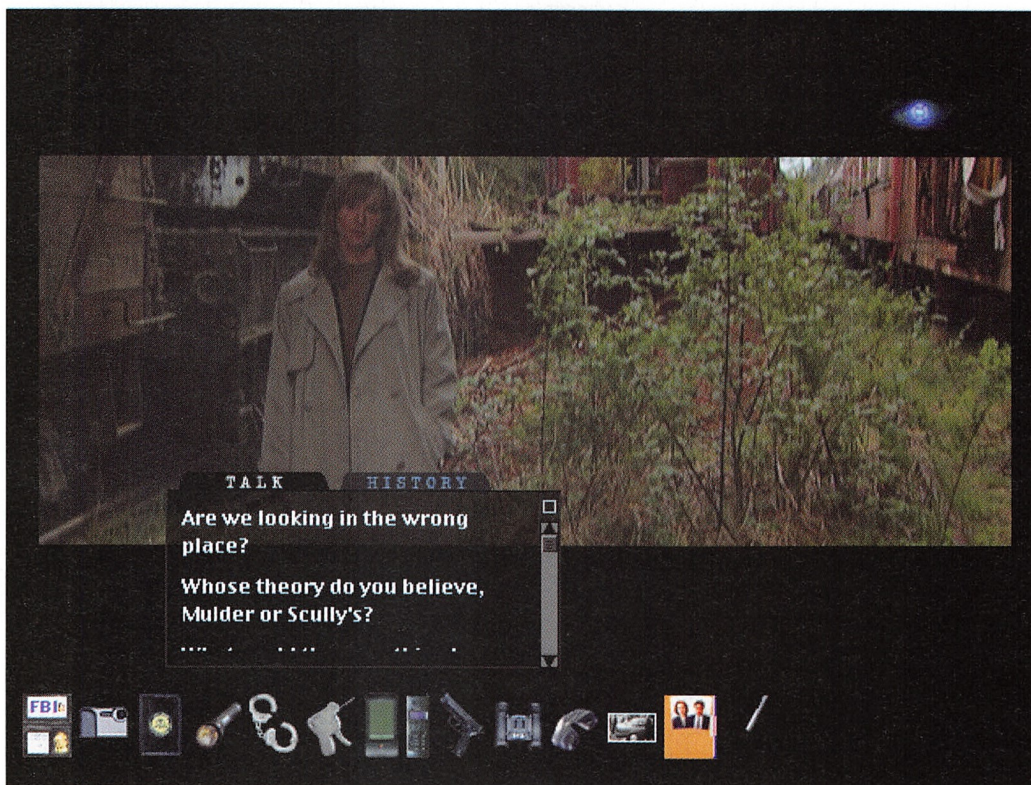 TALK
HISTORY
Are we looking in the wrong
place?
Whose theory do you believe,
Mulder or Scully's?
FBI